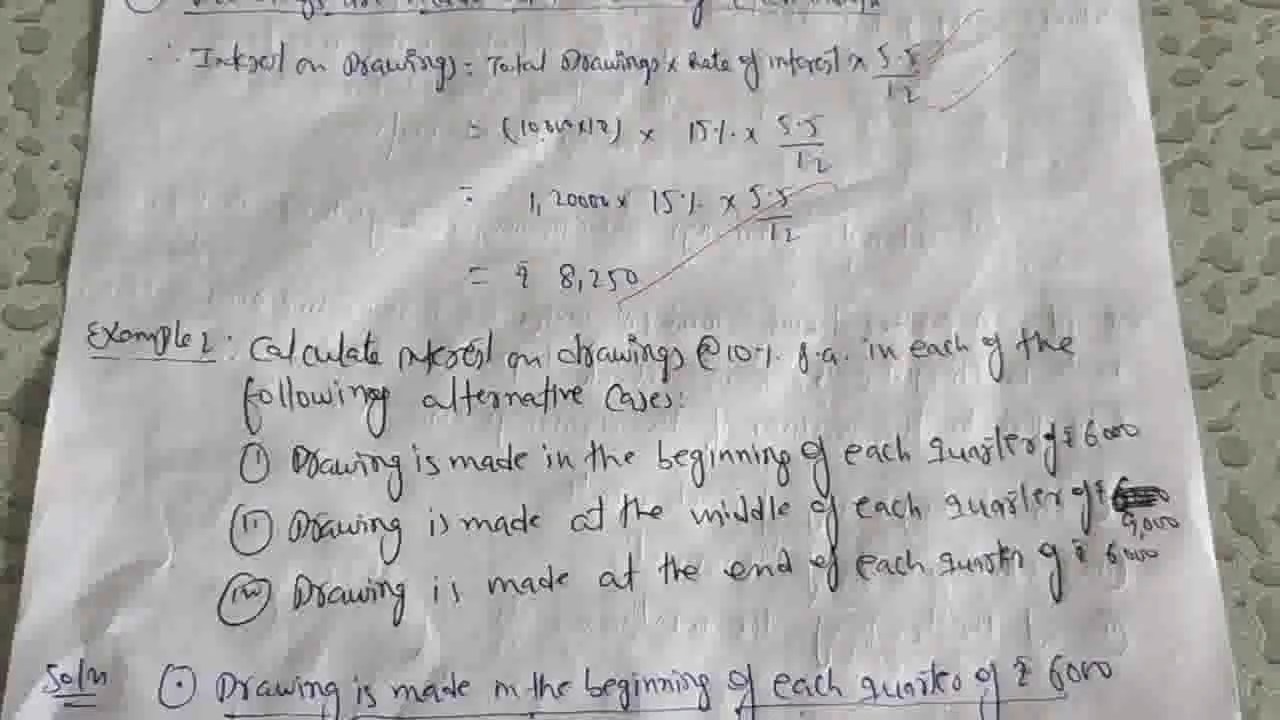 ∴ Interest on Drawings = Total Drawings × Rate of interest × 5.5/12
= (10,000×12) × 15% × 5.5/12
= 1,20000 × 15% × 5.5/12
= ₹ 8,250
Example 2: Calculate interest on drawings @ 10% p.a. in each of the
following alternative Cases:
(i) Drawing is made in the beginning of each quarter of ₹ 6000
(ii) Drawing is made at the middle of each quarter of ₹
9,000
(iii) Drawing is made at the end of each quarter of ₹ 6000
Soln (•) Drawing is made in the beginning of each quarter of ₹ 6000